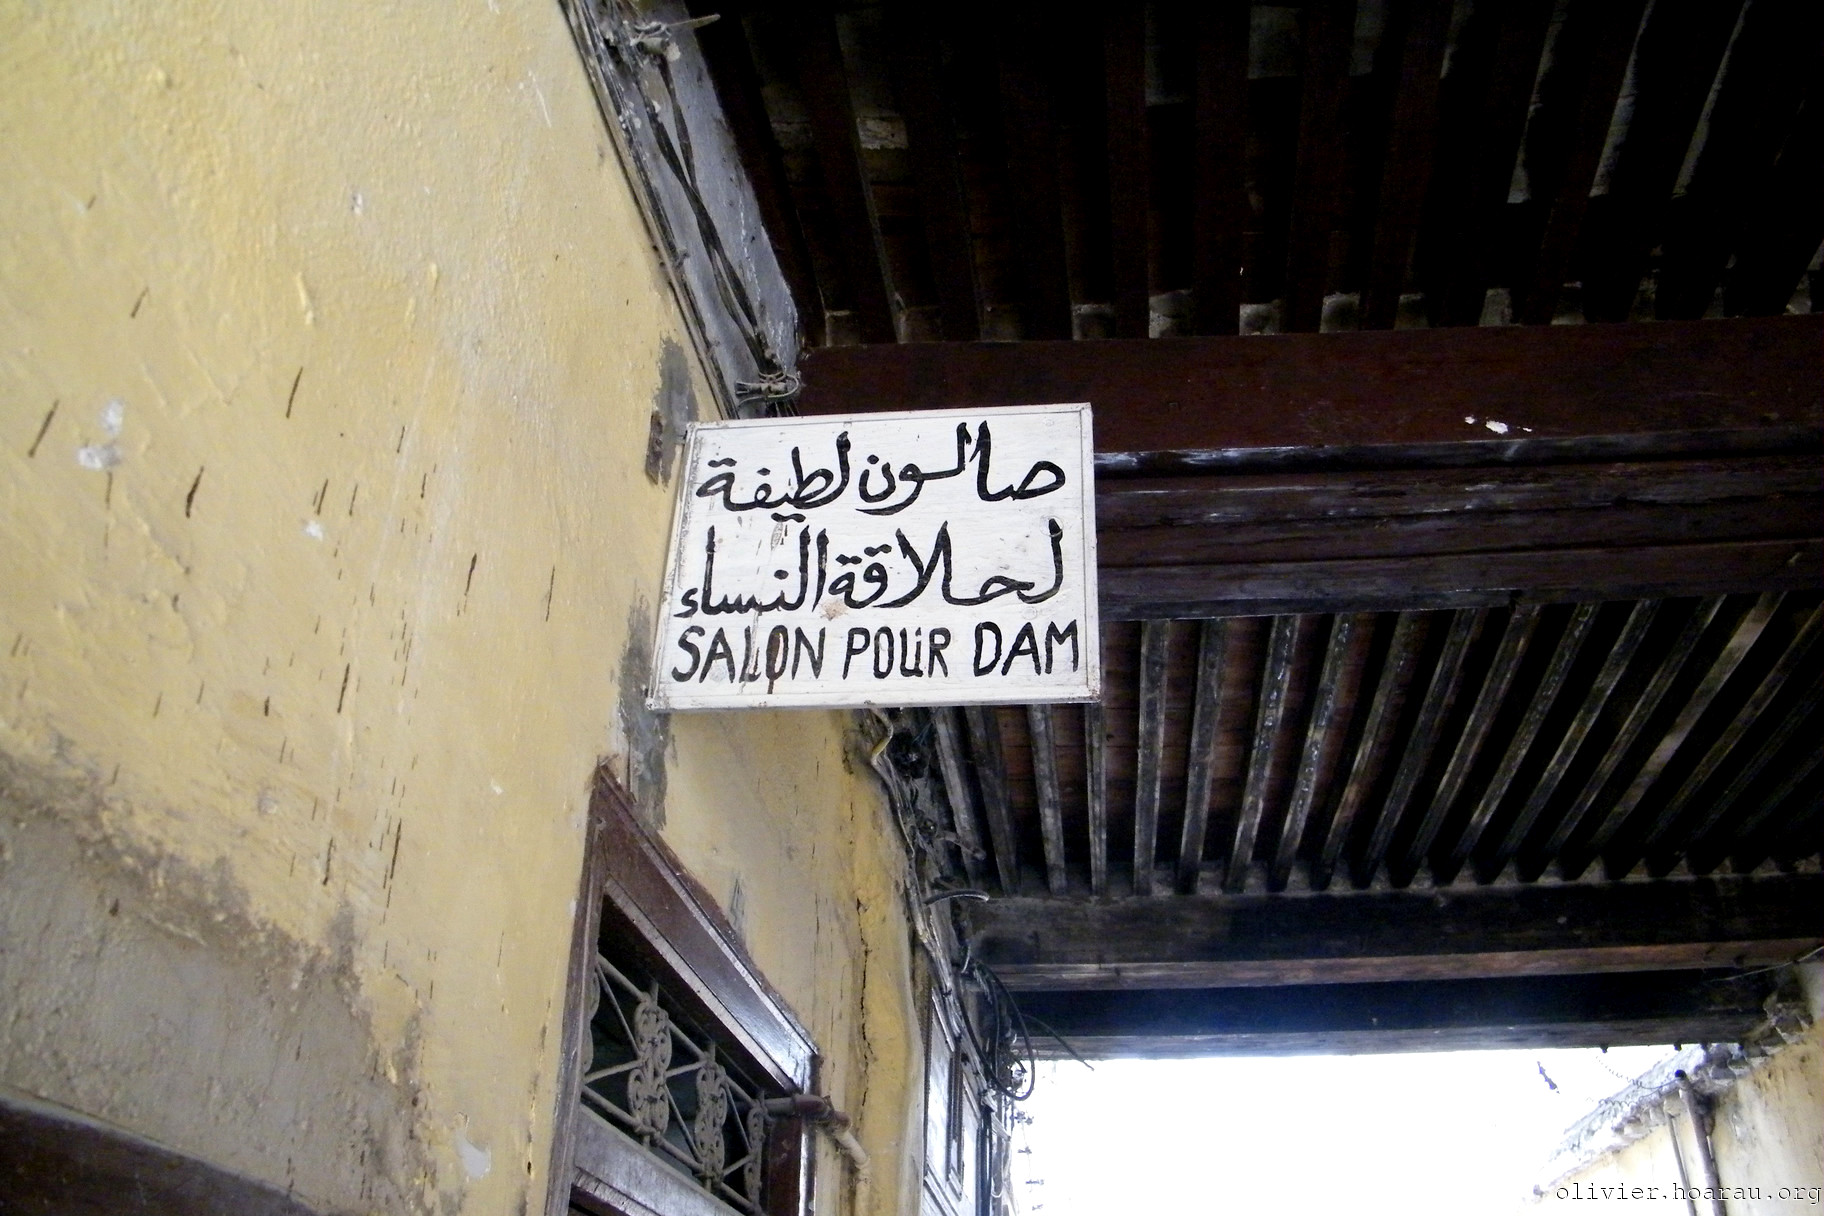 صالون لطيفة
لحلاقة النساء
SALON POUR DAM
olivier.hoarau.org